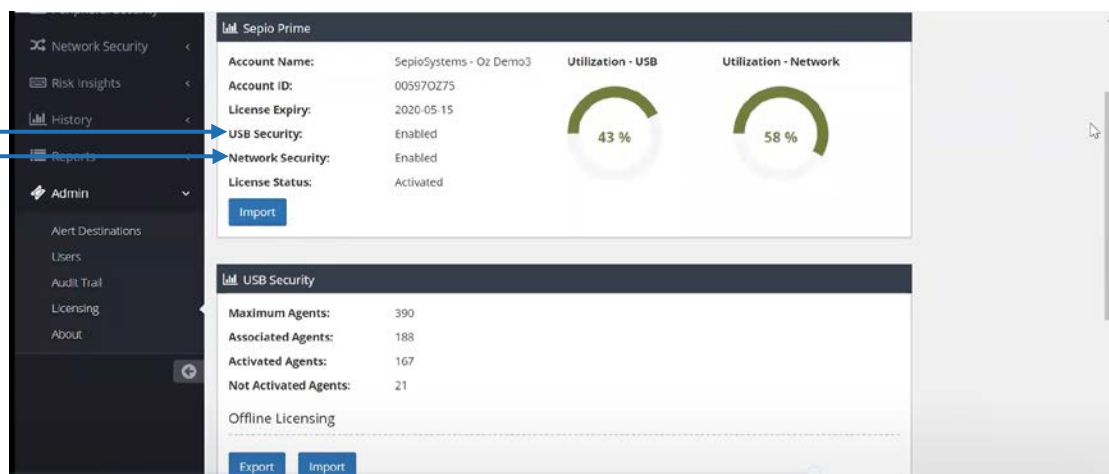 Peripheral Security
Network Security
Risk Insights
History
Reports
Admin
Alert Destinations
Users
Audit Trail
Licensing
About
Sepio Prime
Account Name: SepioSystems - Oz Demo3
Account ID: 00597OZ75
License Expiry: 2020-05-15
USB Security: Enabled
Network Security: Enabled
License Status: Activated
Import
Utilization - USB
43 %
Utilization - Network
58 %
USB Security
Maximum Agents: 390
Associated Agents: 188
Activated Agents: 167
Not Activated Agents: 21
Offline Licensing
Export Import